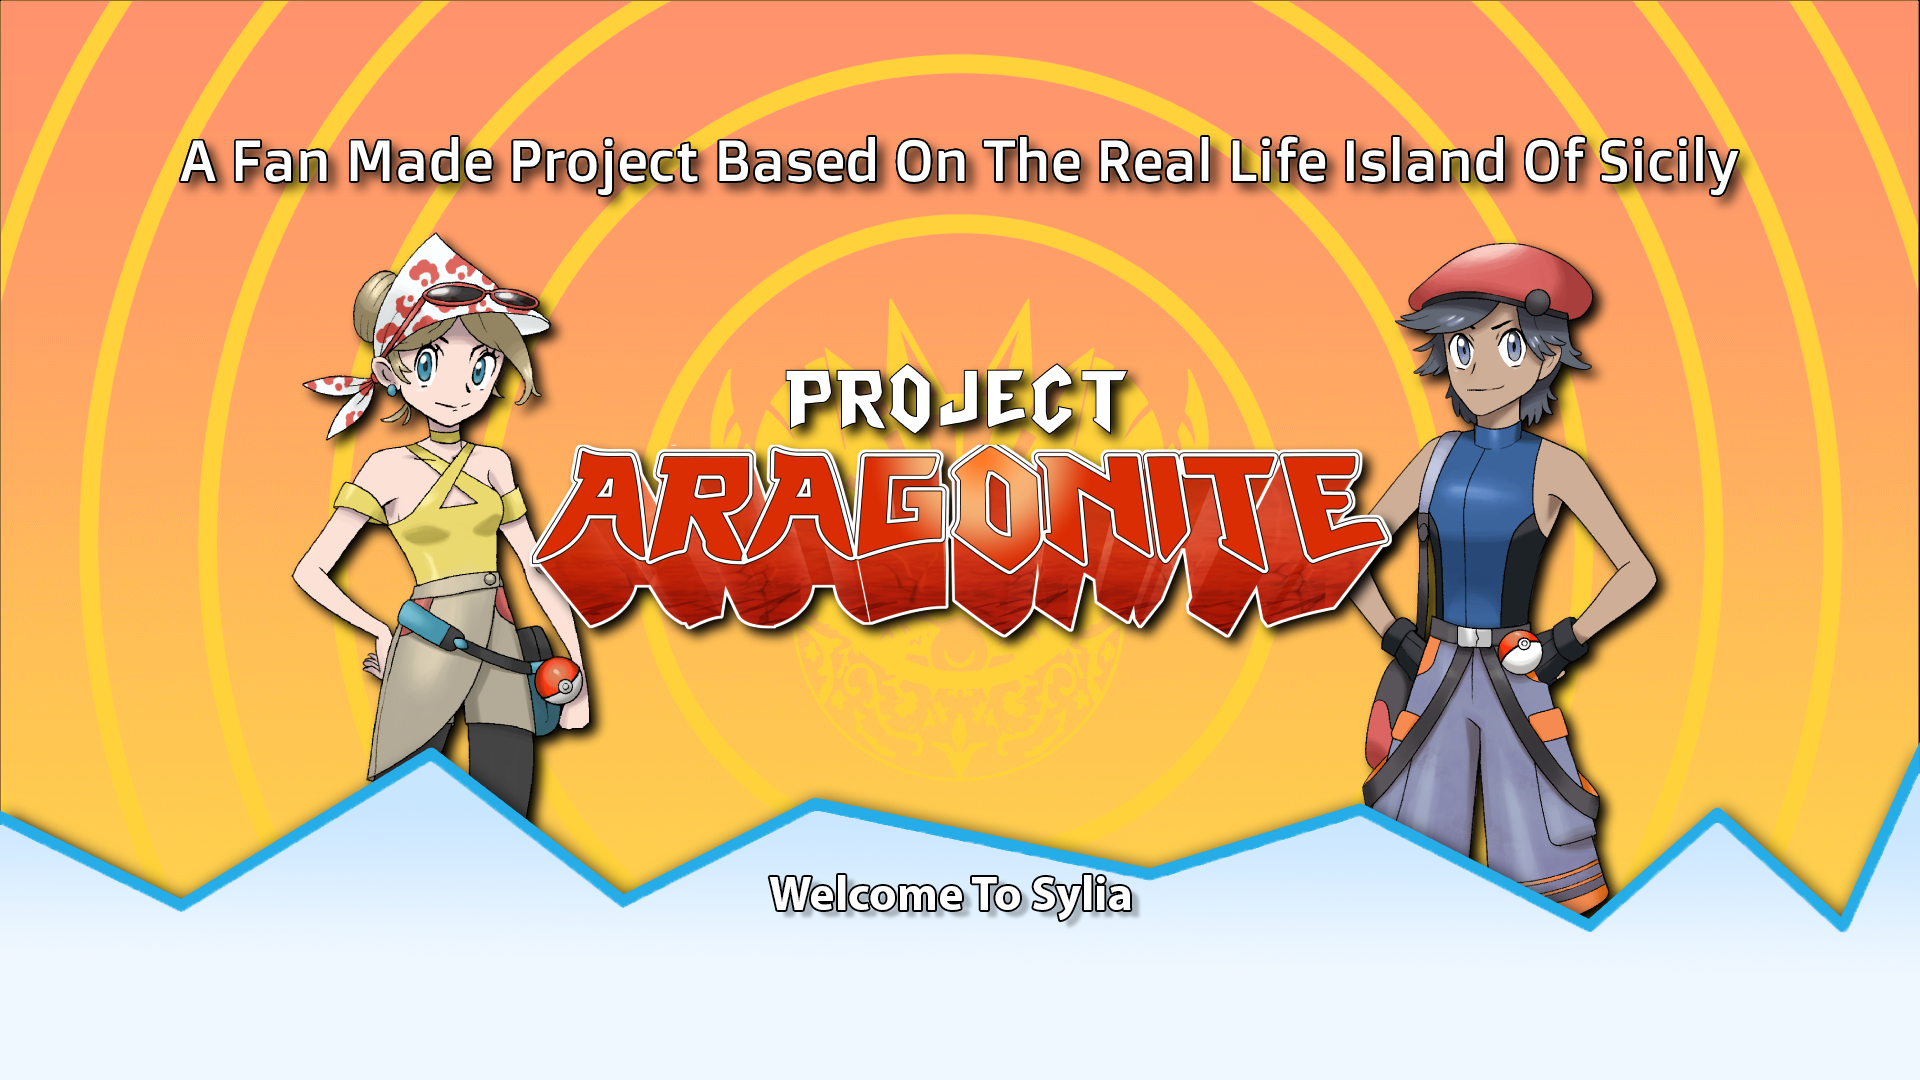 A Fan Made Project Based On The Real Life Island Of Sicily
PROJECT
ARAGONITE
Welcome To Sylia